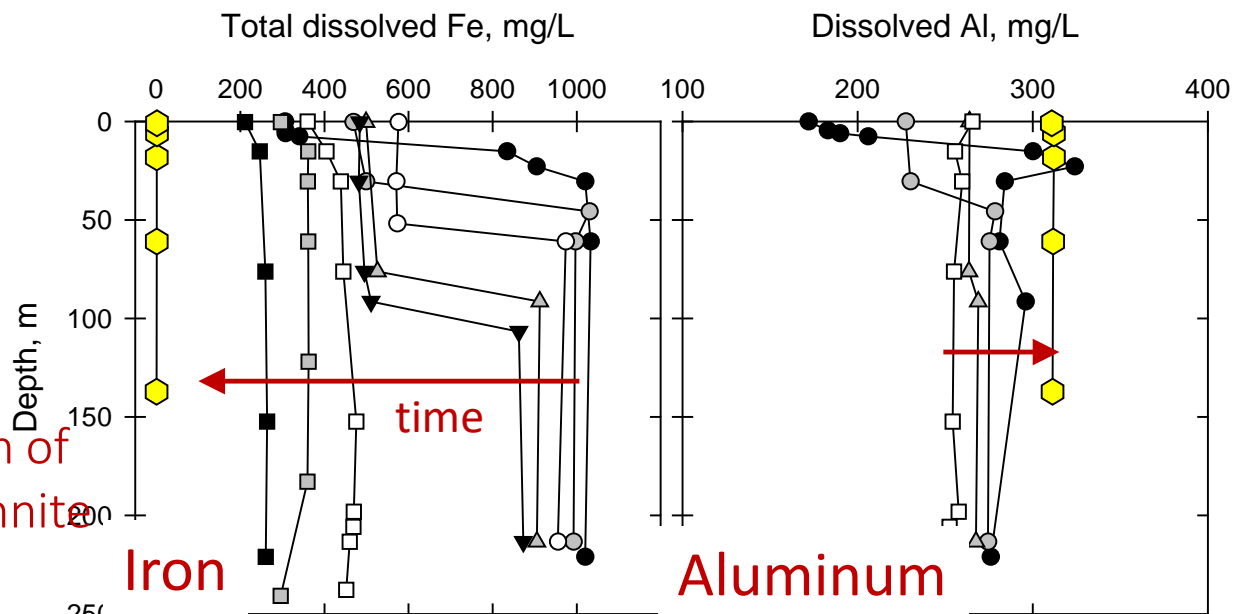 Total dissolved Fe, mg/L
Dissolved Al, mg/L
0 200 400 600 800 1000
100 200 300 400
0
50
100
150
200
Depth, m
time
n of
nnite
Iron
Aluminum